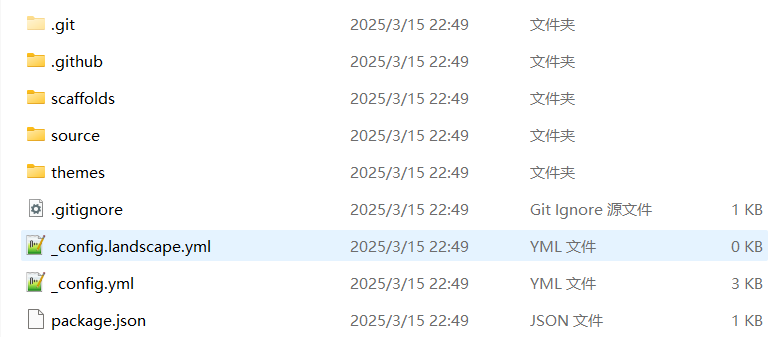 .git 2025/3/15 22:49 文件夹
.github 2025/3/15 22:49 文件夹
scaffolds 2025/3/15 22:49 文件夹
source 2025/3/15 22:49 文件夹
themes 2025/3/15 22:49 文件夹
.gitignore 2025/3/15 22:49 Git Ignore 源文件 1 KB
_config.landscape.yml 2025/3/15 22:49 YML 文件 0 KB
_config.yml 2025/3/15 22:49 YML 文件 3 KB
package.json 2025/3/15 22:49 JSON 文件 1 KB